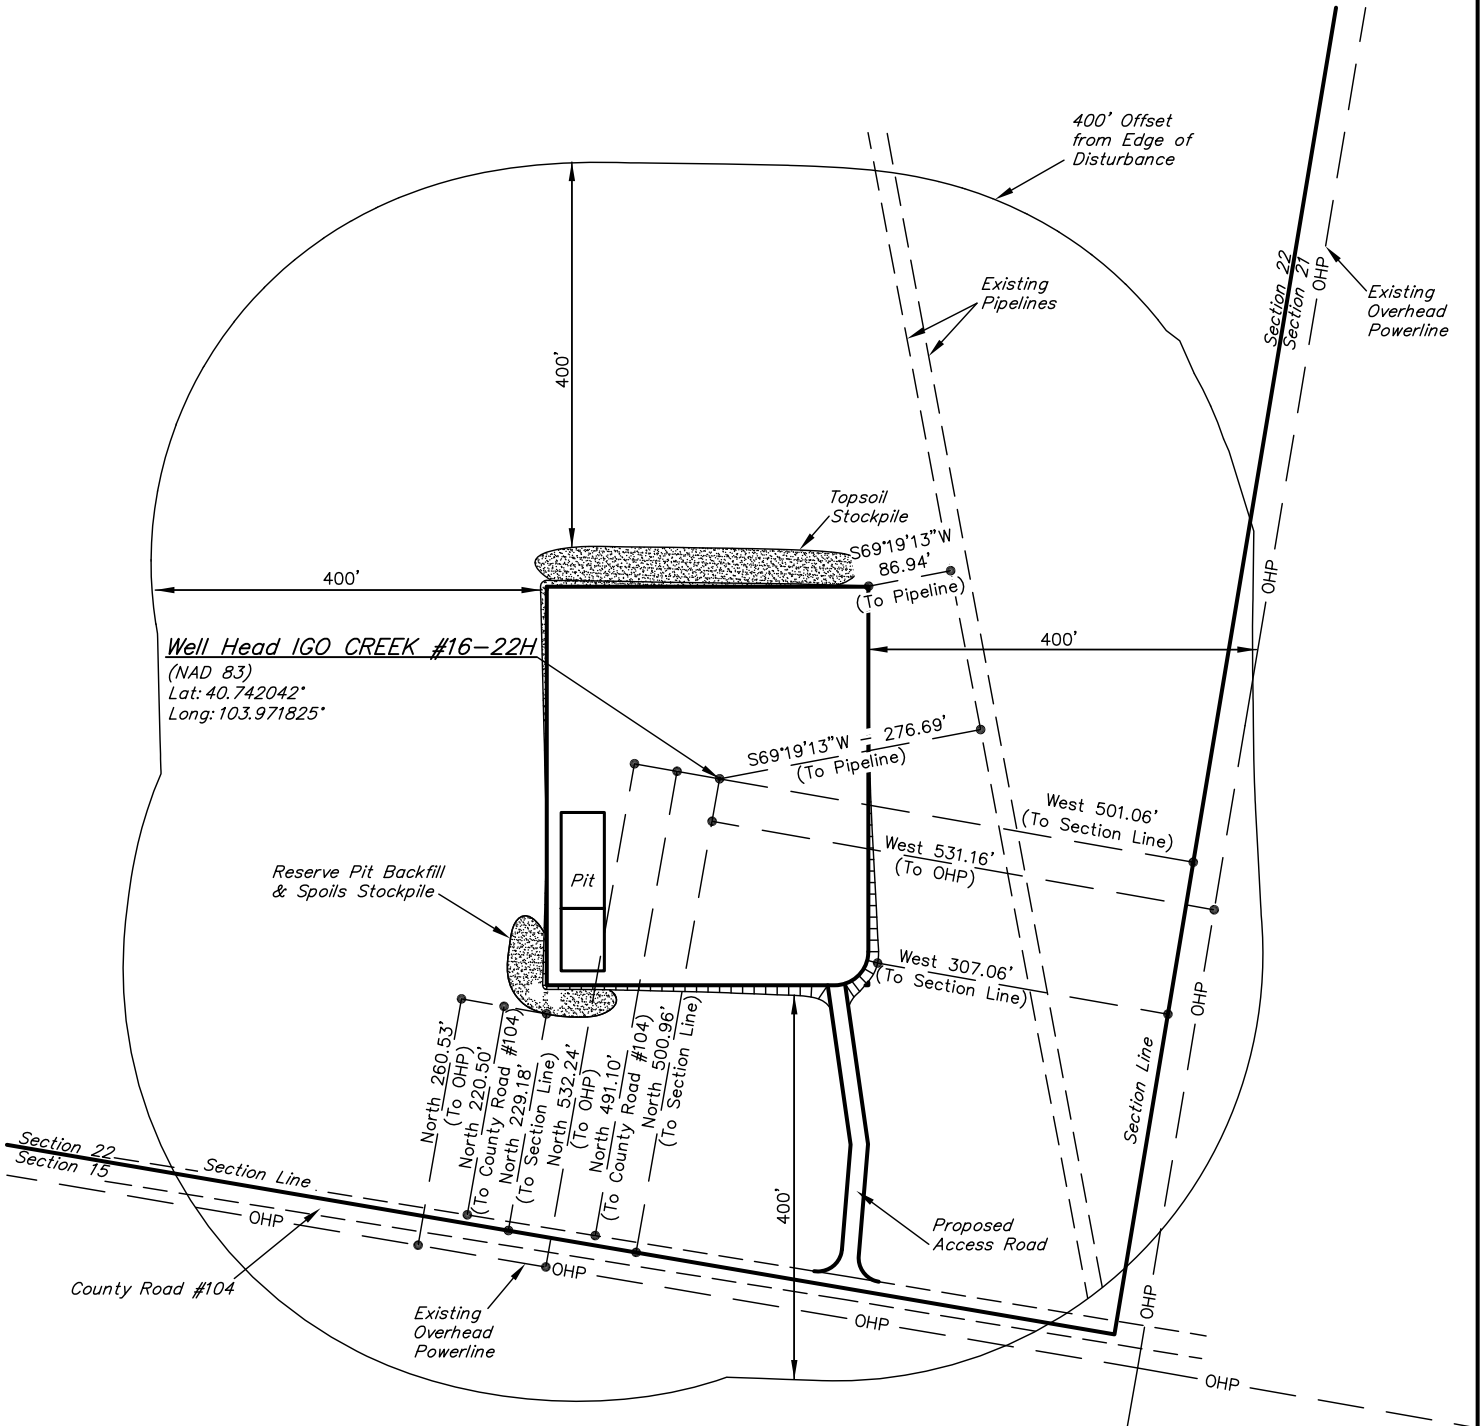 400' Offset
from Edge of
Disturbance
Section 22
Section 21
OHP
Existing
Overhead
Powerline
Existing
Pipelines
400'
Topsoil
Stockpile
S69°19'13"W
86.94'
(To Pipeline)
400'
OHP
400'
Well Head IGO CREEK #16-22H
(NAD 83)
Lat: 40.742042°
Long: 103.971825°
S69°19'13"W - 276.69'
(To Pipeline)
West 501.06'
(To Section Line)
West 531.16'
(To OHP)
Reserve Pit Backfill
& Spoils Stockpile
Pit
West 307.06'
(To Section Line)
OHP
North 260.53'
(To OHP)
North 220.50'
(To County Road #104)
North 229.18'
(To Section Line)
North 532.24'
(To OHP)
North 491.10'
(To County Road #104)
North 500.96'
(To Section Line)
Section Line
Section 22
Section 15
Section Line
OHP
400'
Proposed
Access Road
County Road #104
OHP
Existing
Overhead
Powerline
OHP
OHP
OHP